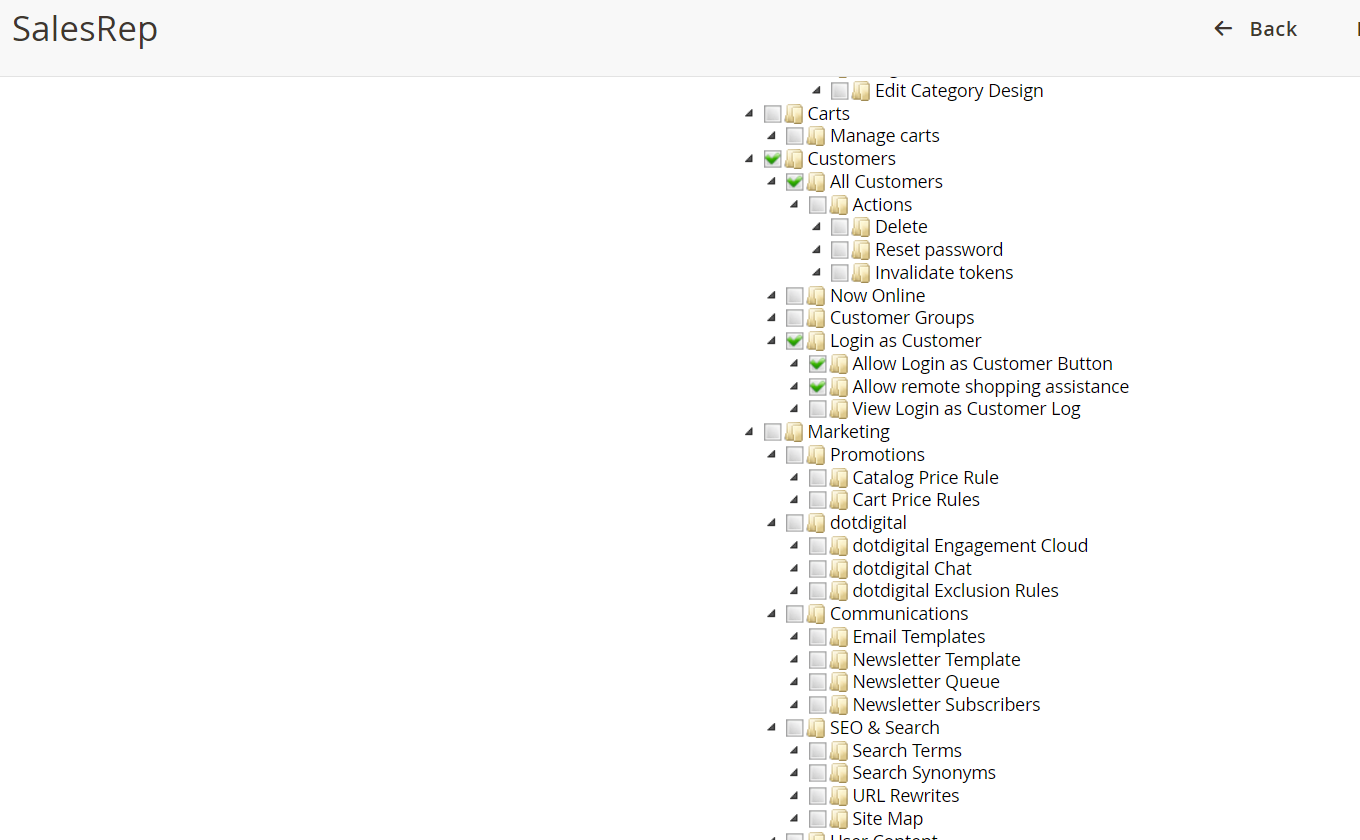 SalesRep
Back
Edit Category Design
Carts
Manage carts
Customers
All Customers
Actions
Delete
Reset password
Invalidate tokens
Now Online
Customer Groups
Login as Customer
Allow Login as Customer Button
Allow remote shopping assistance
View Login as Customer Log
Marketing
Promotions
Catalog Price Rule
Cart Price Rules
dotdigital
dotdigital Engagement Cloud
dotdigital Chat
dotdigital Exclusion Rules
Communications
Email Templates
Newsletter Template
Newsletter Queue
Newsletter Subscribers
SEO & Search
Search Terms
Search Synonyms
URL Rewrites
Site Map
User Content